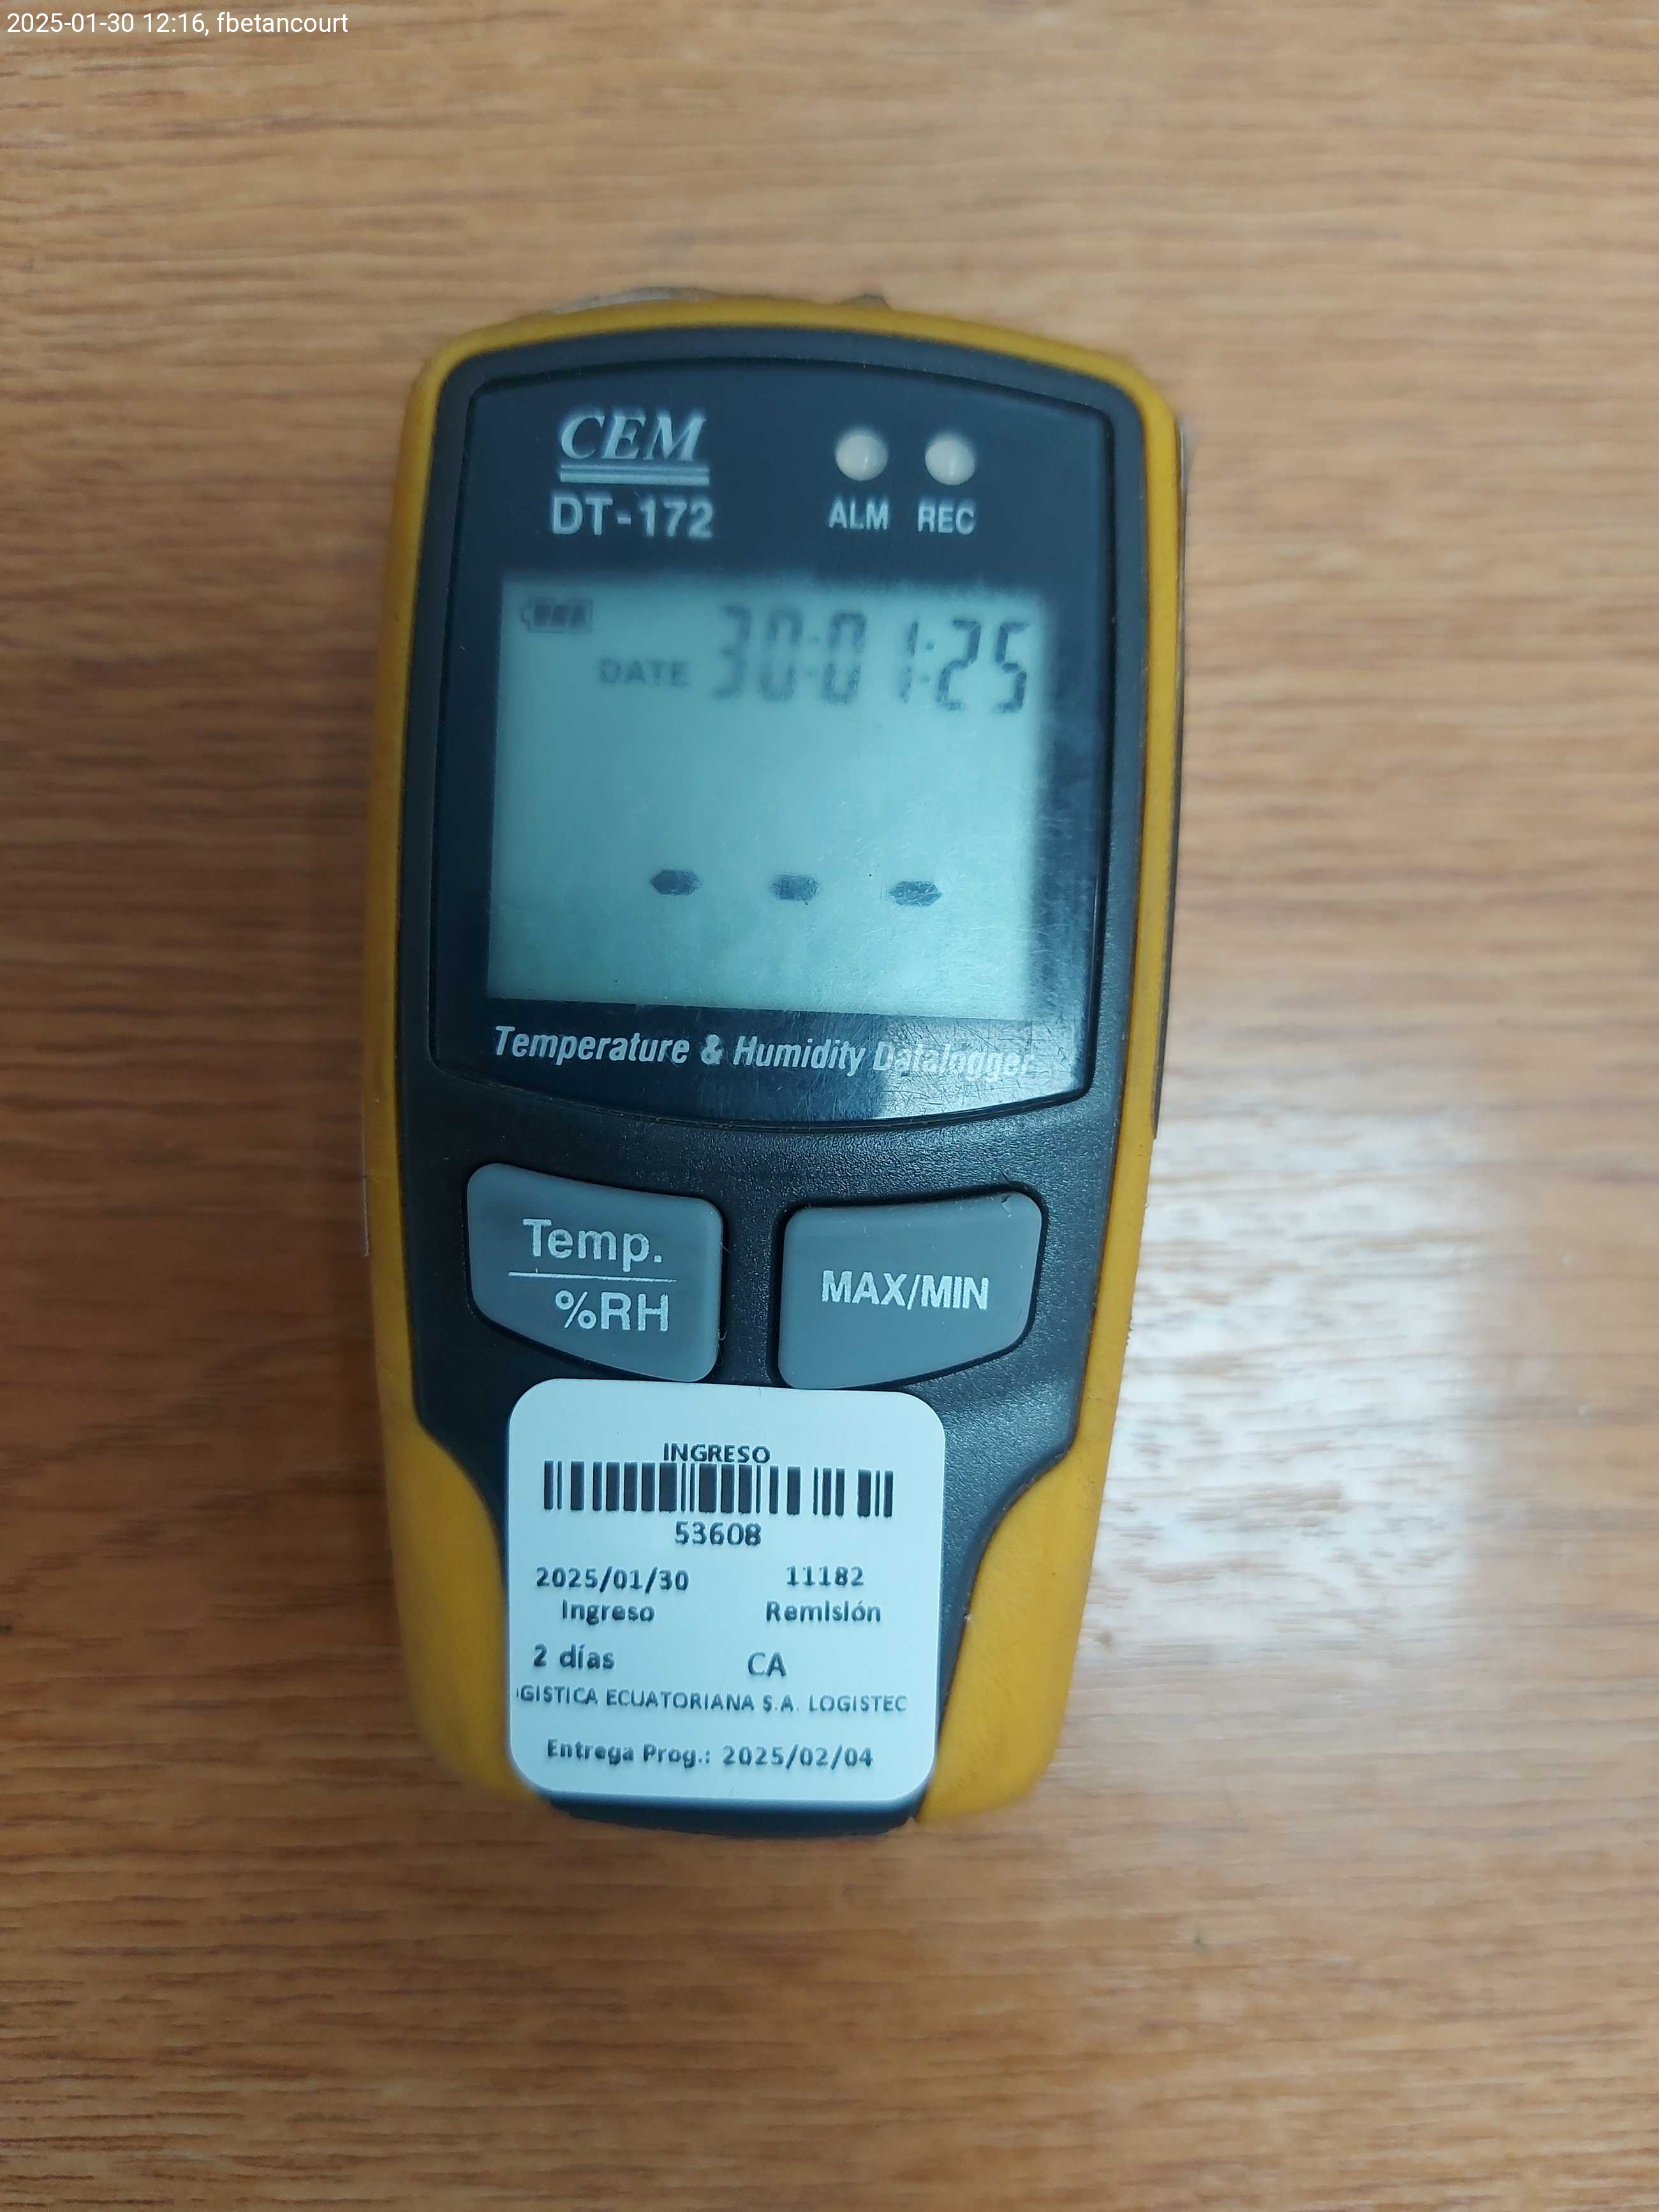 2025-01-30 12:16, fbetancourt
CEM
DT-172
ALM REC
DATE 30:01:25
- - -
Temperature & Humidity Datalogger
Temp.
%RH
MAX/MIN
INGRESO
53608
2025/01/30 11182
Ingreso Remisión
2 días CA
GISTICA ECUATORIANA S.A. LOGISTEC
Entrega Prog.: 2025/02/04